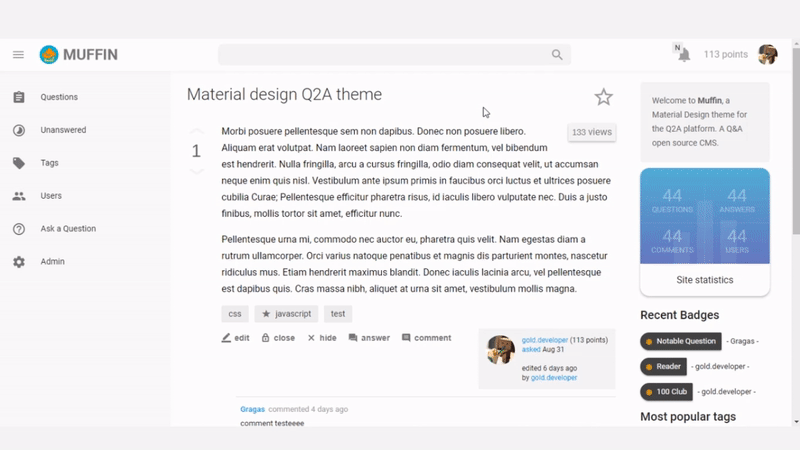 MUFFIN
N
113 points
Questions
Unanswered
Tags
Users
Ask a Question
Admin
Material design Q2A theme
1
133 views
Morbi posuere pellentesque sem non dapibus. Donec non posuere libero.
Aliquam erat volutpat. Nam laoreet sapien non diam fermentum, vel bibendum
est hendrerit. Nulla fringilla, arcu a cursus fringilla, odio diam consequat velit, ut accumsan
neque enim quis nisl. Vestibulum ante ipsum primis in faucibus orci luctus et ultrices posuere
cubilia Curae; Pellentesque efficitur pharetra risus, id iaculis libero vulputate nec. Duis a justo
finibus, mollis tortor sit amet, efficitur nunc.
Pellentesque urna mi, commodo nec auctor eu, pharetra quis velit. Nam egestas diam a
rutrum ullamcorper. Orci varius natoque penatibus et magnis dis parturient montes, nascetur
ridiculus mus. Etiam hendrerit maximus blandit. Donec iaculis lacinia arcu, vel pellentesque
est dapibus quis. Cras massa nibh, aliquet at urna sit amet, vestibulum mollis magna.
css javascript test
edit close hide answer comment
gold.developer (113 points)
asked Aug 31
edited 6 days ago
by gold.developer
Gragas commented 4 days ago
comment testeeee
Welcome to Muffin, a
Material Design theme for
the Q2A platform. A Q&A
open source CMS.
44 44
QUESTIONS ANSWERS
44 44
COMMENTS USERS
Site statistics
Recent Badges
Notable Question - Gragas -
Reader - gold.developer -
100 Club - gold.developer -
Most popular tags